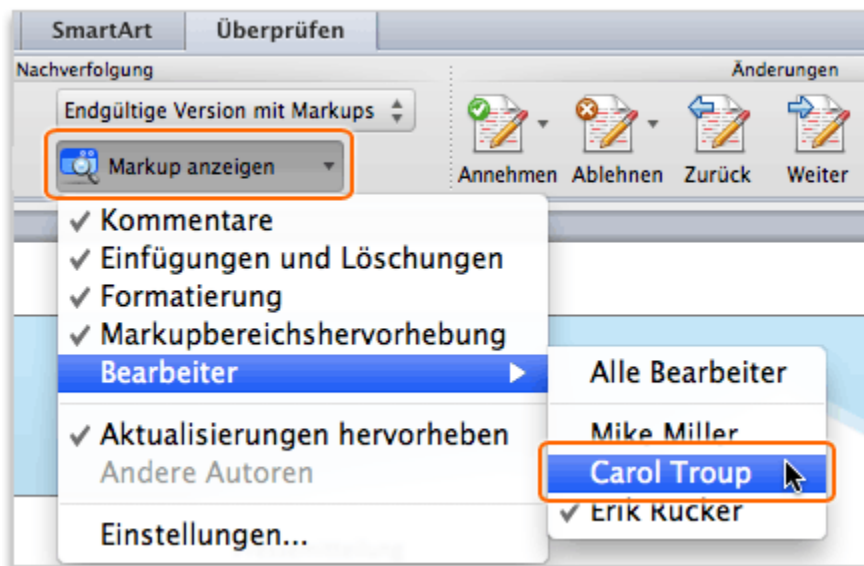 SmartArt Überprüfen
Nachverfolgung Änderungen
Endgültige Version mit Markups
Markup anzeigen
Annehmen Ablehnen Zurück Weiter
Kommentare
Einfügungen und Löschungen
Formatierung
Markupbereichshervorhebung
Bearbeiter
Alle Bearbeiter
Mike Miller
Carol Troup
Erik Rucker
Aktualisierungen hervorheben
Andere Autoren
Einstellungen...